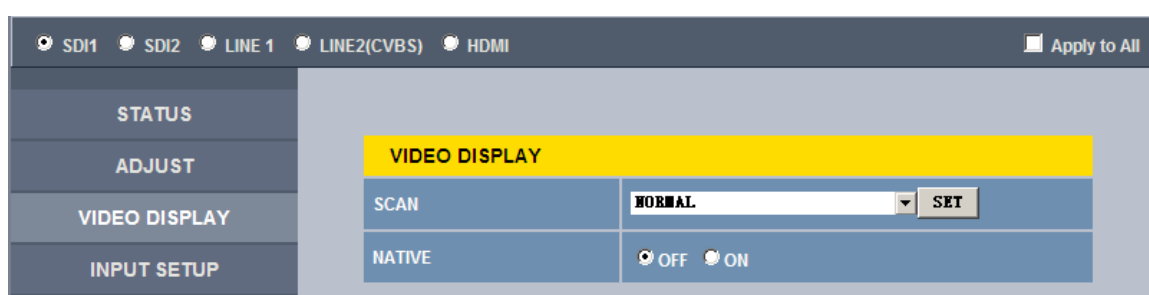 SDI1 SDI2 LINE 1 LINE2(CVBS) HDMI Apply to All
STATUS
ADJUST
VIDEO DISPLAY
INPUT SETUP
VIDEO DISPLAY
SCAN NORMAL SET
NATIVE OFF ON